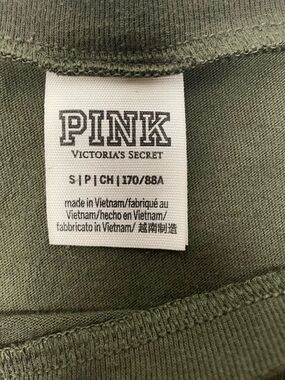 PINK
VICTORIA'S SECRET
S | P | CH | 170/88A
made in Vietnam/fabriqué au
Vietnam/hecho en Vietnam/
fabbricato in Vietnam/ 越南制造